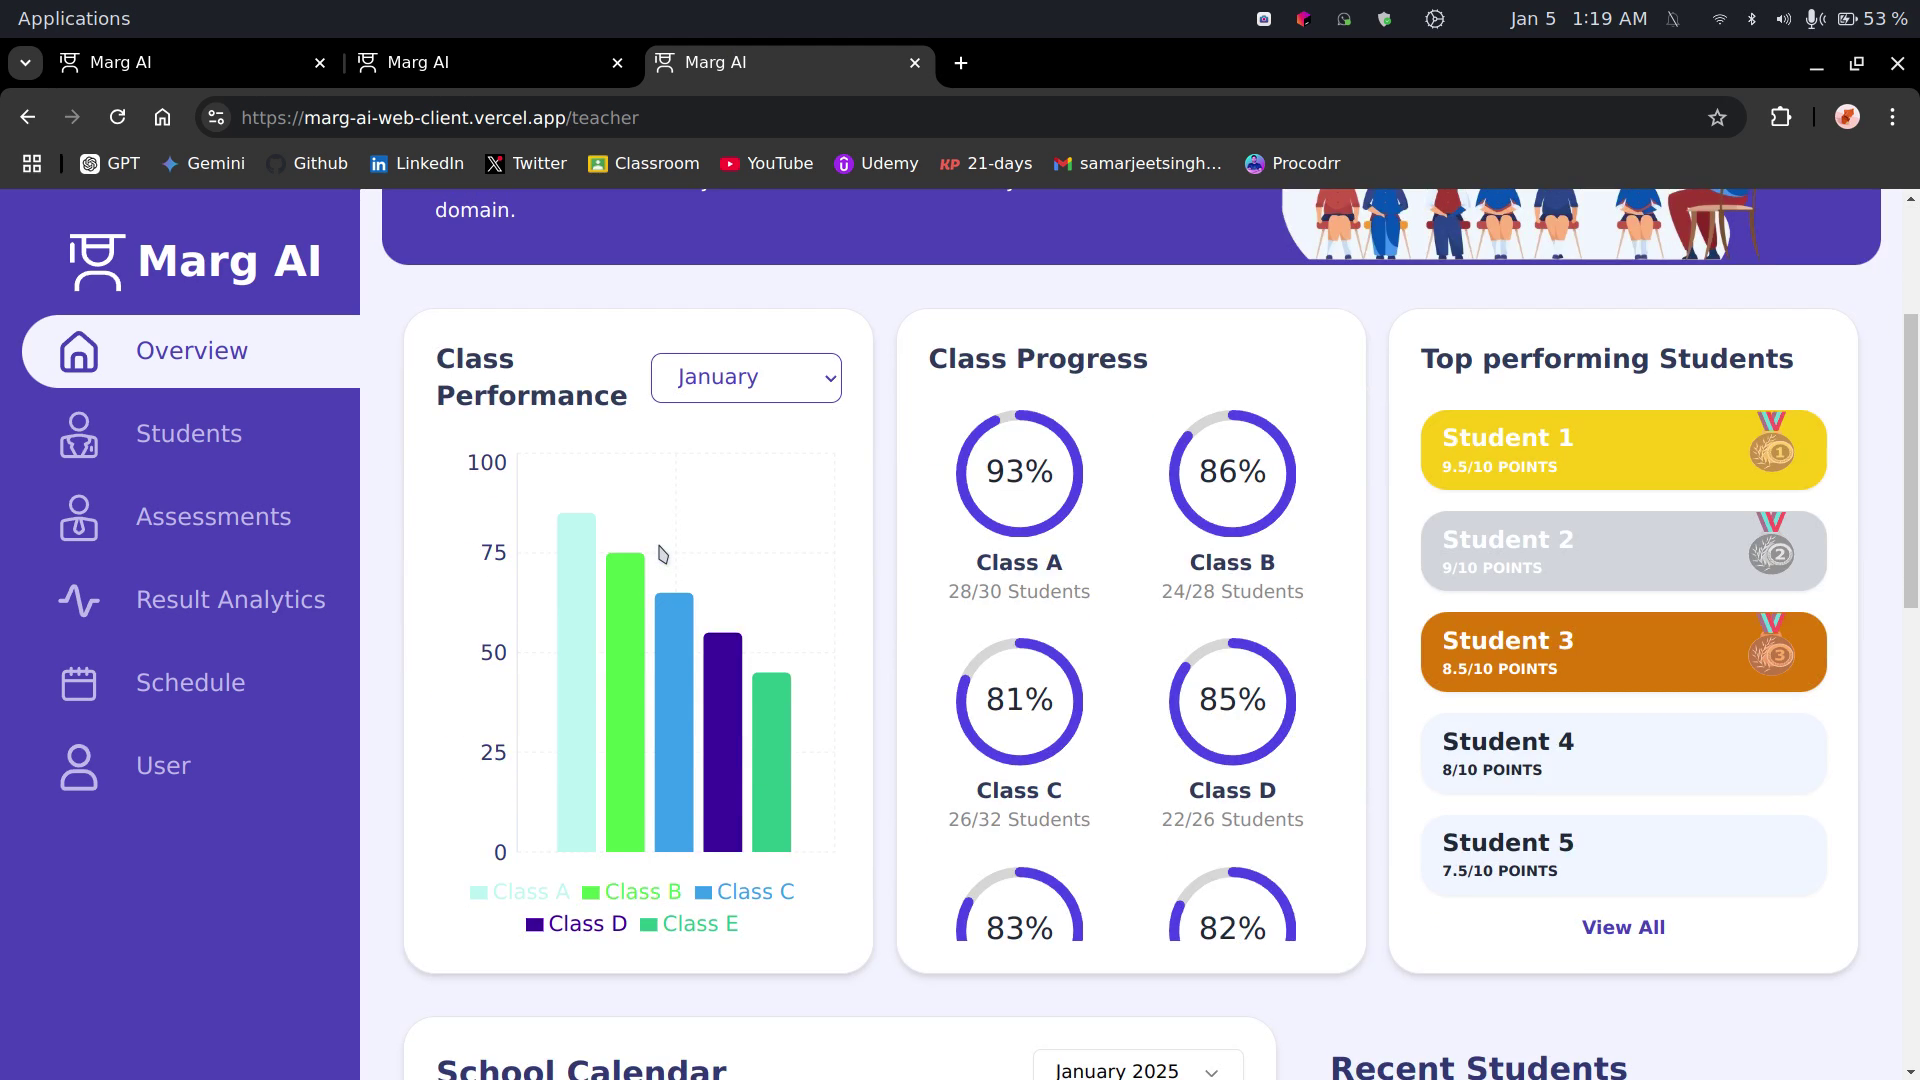 Applications
Jan 5 1:19 AM
53 %
Marg AI
Marg AI
Marg AI
https://marg-ai-web-client.vercel.app/teacher
GPT
Gemini
Github
LinkedIn
Twitter
Classroom
YouTube
Udemy
KP 21-days
samarjeetsingh...
Procodrr
domain.
Marg AI
Overview
Students
Assessments
Result Analytics
Schedule
User
Class
Performance
January
100
75
50
25
0
Class A Class B Class C
Class D Class E
Class Progress
93% 86%
Class A Class B
28/30 Students 24/28 Students
81% 85%
Class C Class D
26/32 Students 22/26 Students
83% 82%
Top performing Students
Student 1
9.5/10 POINTS
1
Student 2
9/10 POINTS
2
Student 3
8.5/10 POINTS
3
Student 4
8/10 POINTS
Student 5
7.5/10 POINTS
View All
School Calendar
January 2025
Recent Students